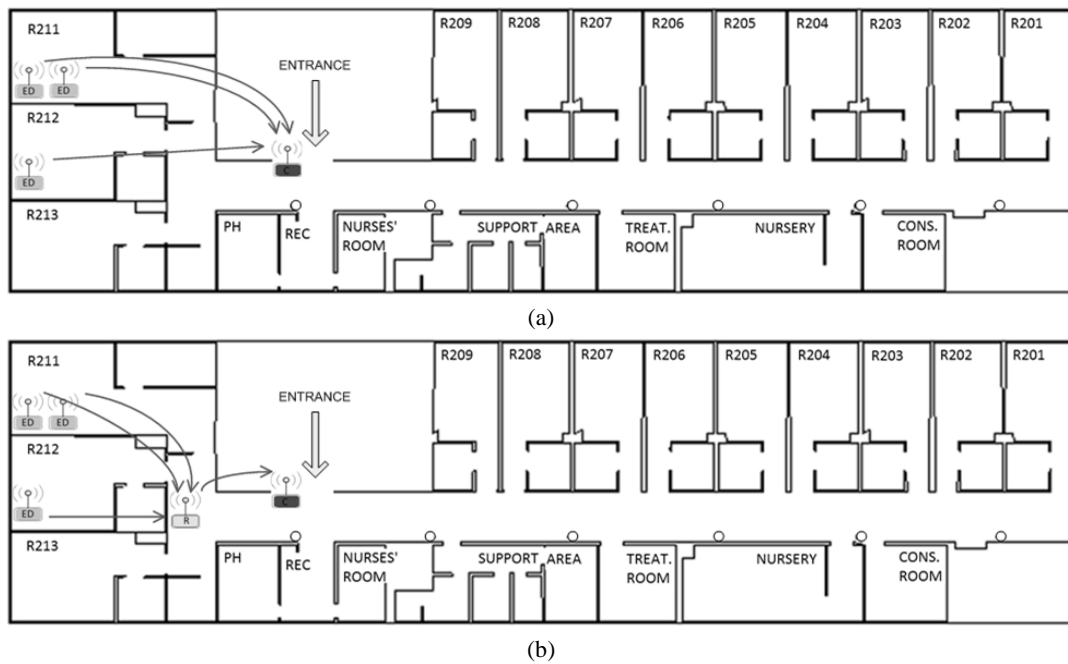 R211
R209 R208 R207 R206 R205 R204 R203 R202 R201
ENTRANCE
ED ED
R212
ED
C
R213
PH
REC
NURSES'
ROOM
SUPPORT AREA
TREAT.
ROOM
NURSERY
CONS.
ROOM
(a)
R211
R209 R208 R207 R206 R205 R204 R203 R202 R201
ENTRANCE
ED ED
R212
C
ED
R
R213
PH
REC
NURSES'
ROOM
SUPPORT AREA
TREAT.
ROOM
NURSERY
CONS.
ROOM
(b)